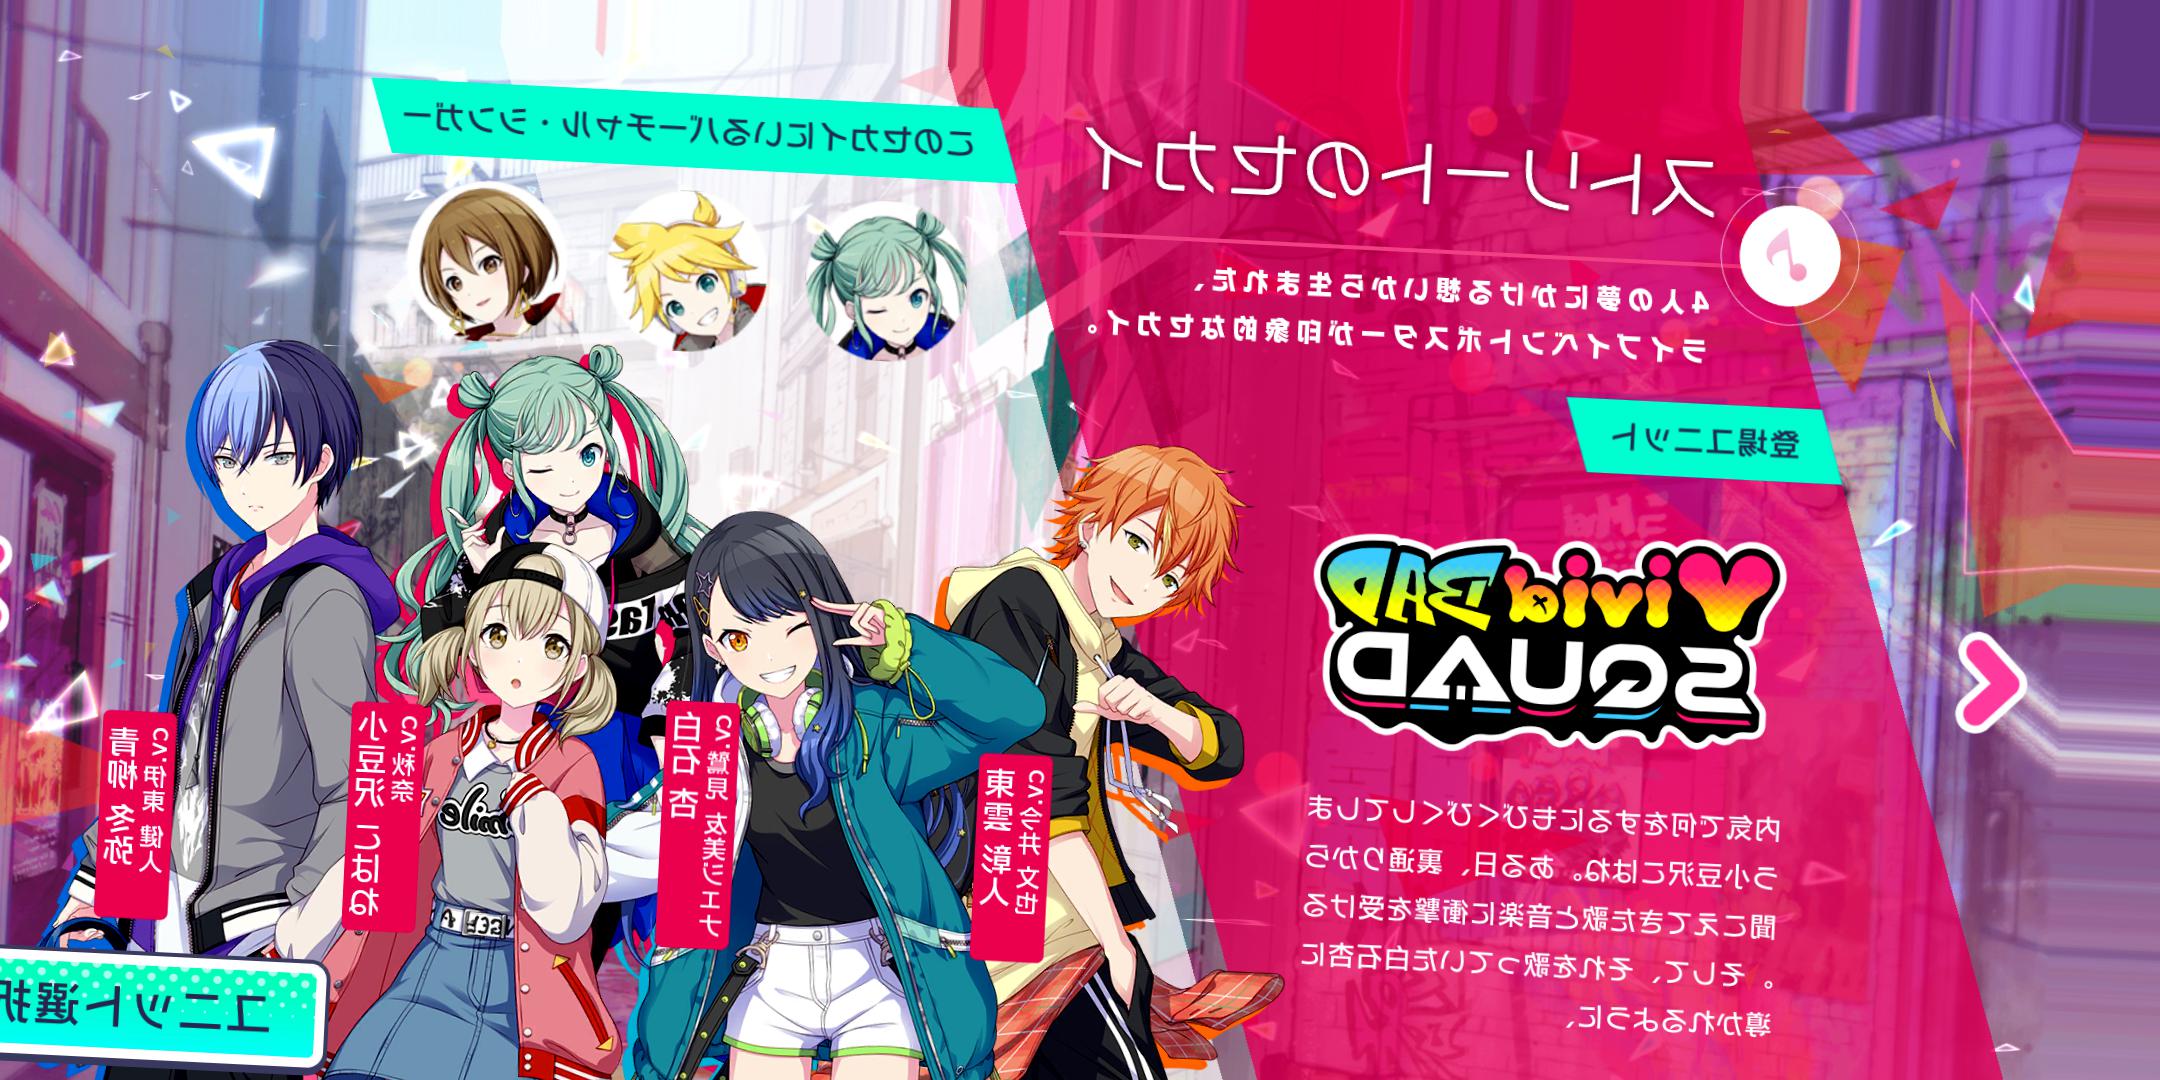 ストリートのセカイ
4人の夢にかける想いから生まれた、
ライブイベントポスターが印象的なセカイ。
このセカイにいるバーチャル・シンガー
登場ユニット
Vivid BAD
SQUAD
内気で何をするにもびくびくしてしま
う小豆沢こはね。ある日、裏通りから
聞こえてきた歌と音楽に衝撃を受ける
。そして、それを歌っていた白石杏に
導かれるように、
東雲 彰人
CV.今井 文也
白石 杏
CV.鷲見 友美ジェナ
小豆沢 こはね
CV.秋奈
青柳 冬弥
CV.伊東 健人
mile
ユニット選択